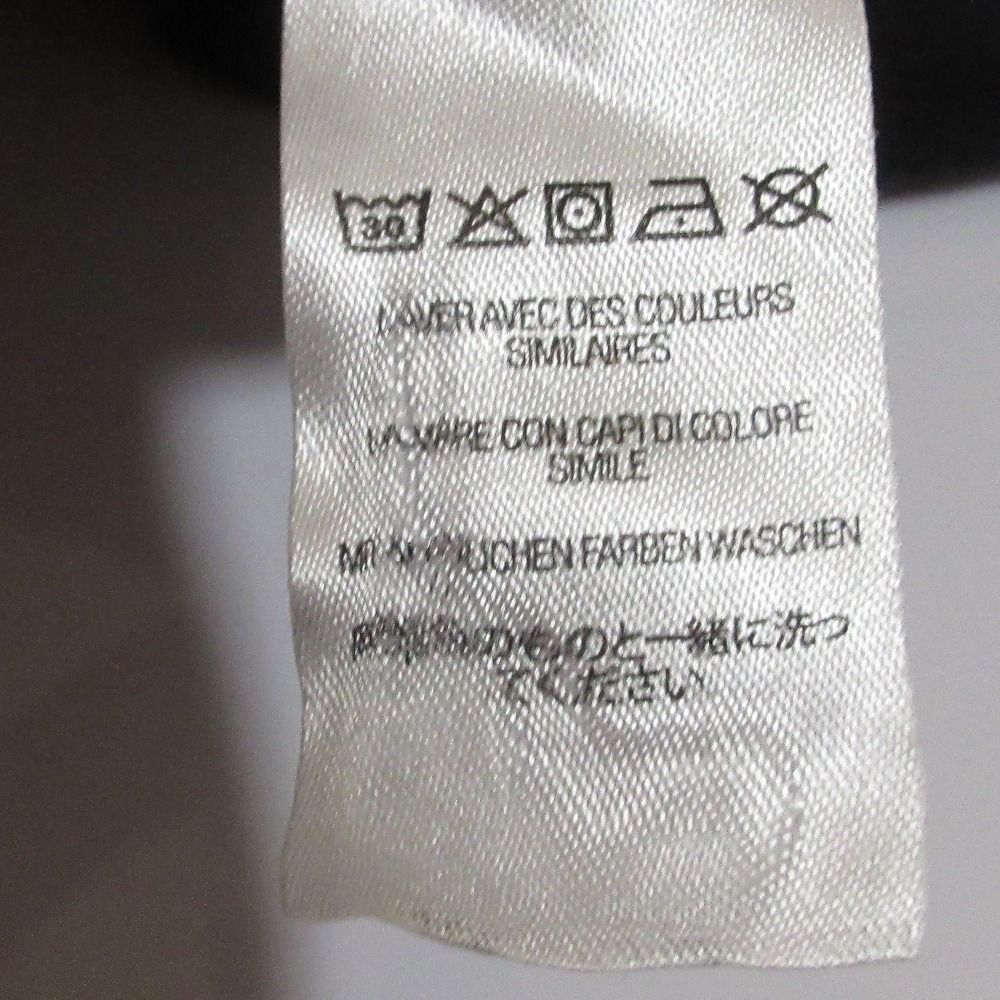 30
LAVER AVEC DES COULEURS
SIMILAIRES
LAVARE CON CAPI DI COLORE
SIMILE
FARBEN WASCHEN
のものと一緒に洗っ
てください